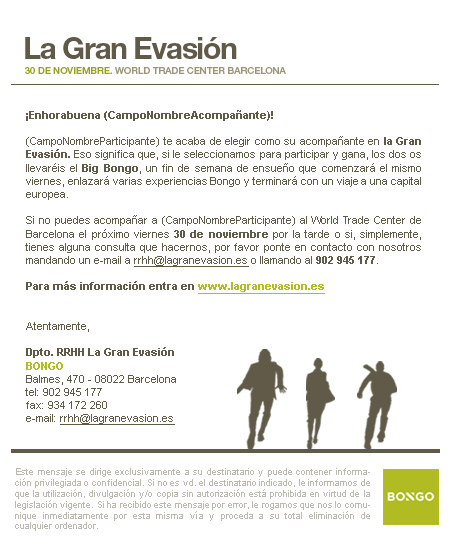 La Gran Evasión
30 DE NOVIEMBRE. WORLD TRADE CENTER BARCELONA
¡Enhorabuena (CampoNombreAcompañante)!
(CampoNombreParticipante) te acaba de elegir como su acompañante en la Gran
Evasión. Eso significa que, si le seleccionamos para participar y gana, los dos os
llevaréis el Big Bongo, un fin de semana de ensueño que comenzará el mismo
viernes, enlazará varias experiencias Bongo y terminará con un viaje a una capital
europea.
Si no puedes acompañar a (CampoNombreParticipante) al World Trade Center de
Barcelona el próximo viernes 30 de noviembre por la tarde o si, simplemente,
tienes alguna consulta que hacernos, por favor ponte en contacto con nosotros
mandando un e-mail a rrhh@lagranevasion.es o llamando al 902 945 177.
Para más información entra en www.lagranevasion.es
Atentamente,
Dpto. RRHH La Gran Evasión
BONGO
Balmes, 470 - 08022 Barcelona
tel: 902 945 177
fax: 934 172 260
e-mail: rrhh@lagranevasion.es
Este mensaje se dirige exclusivamente a su destinatario y puede contener informa-
ción privilegiada o confidencial. Si no es vd. el destinatario indicado, le informamos de
que la utilización, divulgación y/o copia sin autorización está prohibida en virtud de la
legislación vigente. Si ha recibido este mensaje por error, le rogamos que nos lo comu-
nique inmediatamente por esta misma vía y proceda a su total eliminación de
cualquier ordenador.
BONGO